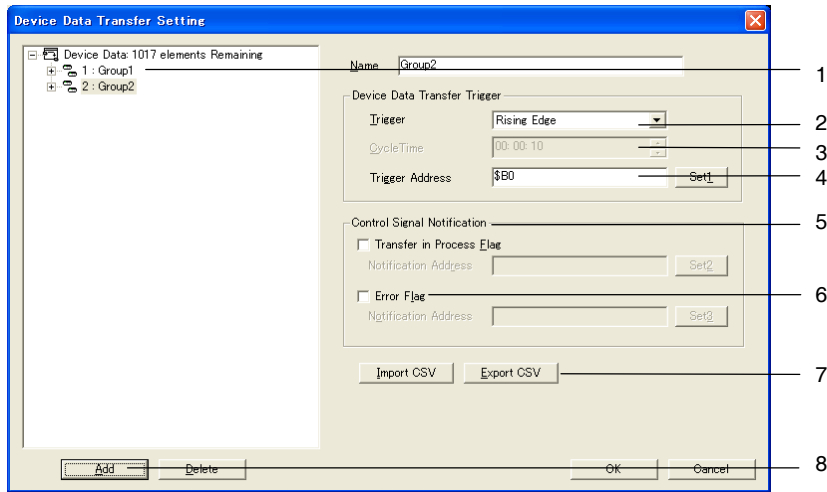 Device Data Transfer Setting
Device Data: 1017 elements Remaining
1 : Group1
2 : Group2
Name Group2
Device Data Transfer Trigger
Trigger Rising Edge
CycleTime 00: 00: 10
Trigger Address $B0 Set1
Control Signal Notification
Transfer in Process Flag
Notification Address Set2
Error Flag
Notification Address Set3
Import CSV Export CSV
Add Delete OK Cancel
1
2
3
4
5
6
7
8